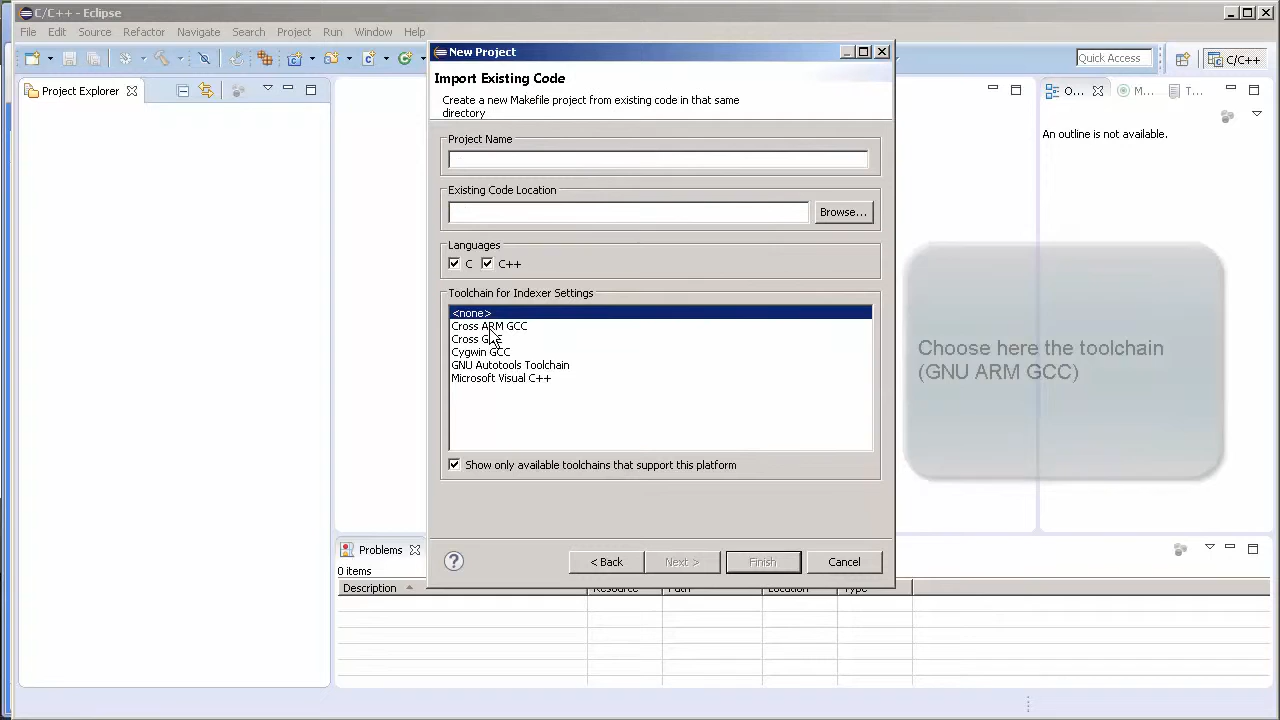 C/C++ - Eclipse
File Edit Source Refactor Navigate Search Project Run Window Help
Quick Access
C/C++
Project Explorer
New Project
Import Existing Code
Create a new Makefile project from existing code in that same
directory
Project Name
Existing Code Location
Browse...
Languages
C C++
Toolchain for Indexer Settings
<none>
Cross ARM GCC
Cross GCC
Cygwin GCC
GNU Autotools Toolchain
Microsoft Visual C++
Show only available toolchains that support this platform
? < Back Next > Finish Cancel
O... M... T...
An outline is not available.
Choose here the toolchain
(GNU ARM GCC)
Problems
0 items
Description Resource Path Location Type